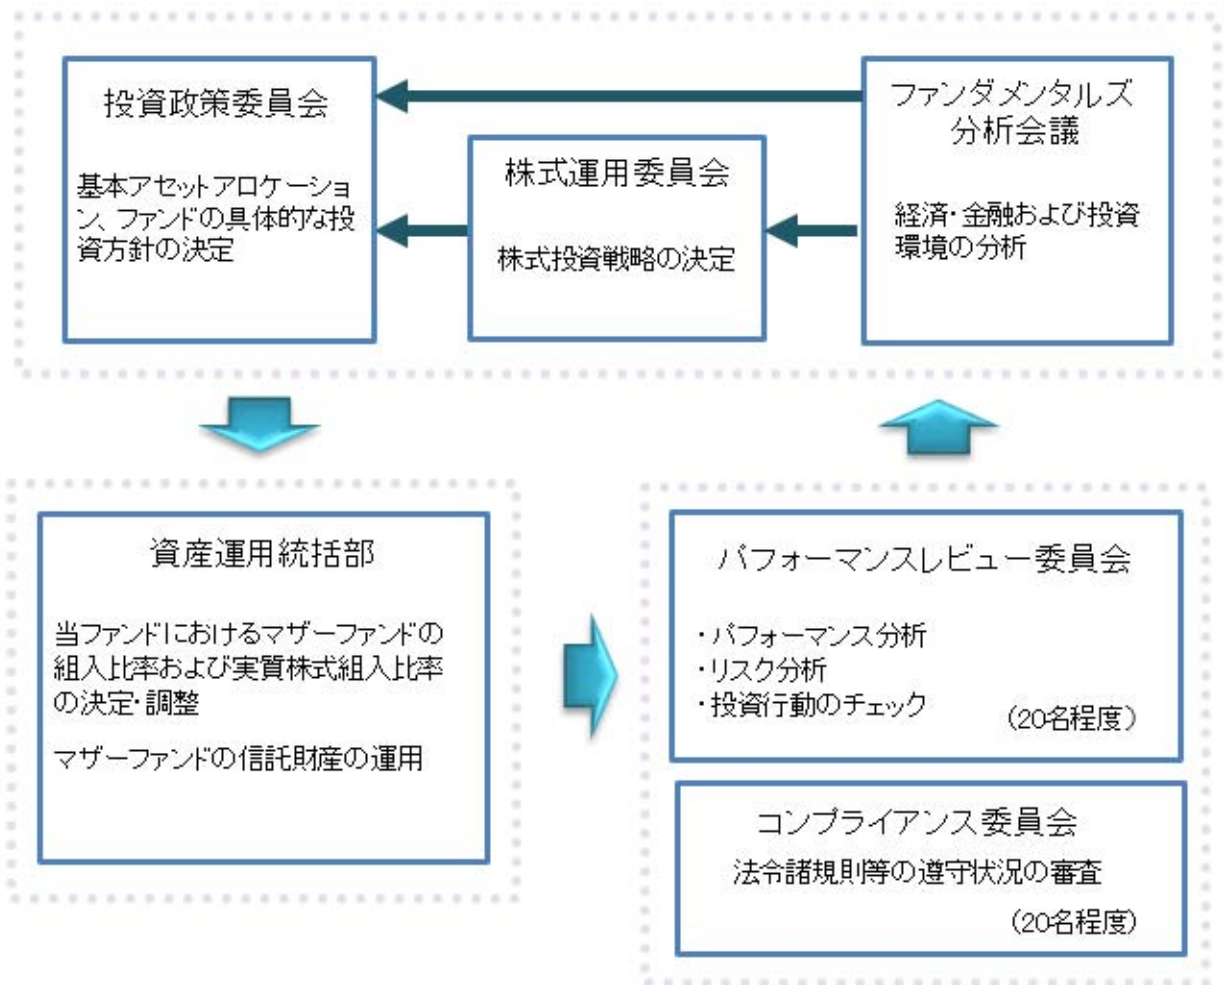 投資政策委員会
基本アセットアロケーショ
ン、ファンドの具体的な投
資方針の決定
株式運用委員会
株式投資戦略の決定
ファンダメンタルズ
分析会議
経済・金融および投資
環境の分析
資産運用統括部
当ファンドにおけるマザーファンドの
組入比率および実質株式組入比率
の決定・調整
マザーファンドの信託財産の運用
パフォーマンスレビュー委員会
・パフォーマンス分析
・リスク分析
・投資行動のチェック
(20名程度)
コンプライアンス委員会
法令諸規則等の遵守状況の審査
(20名程度)